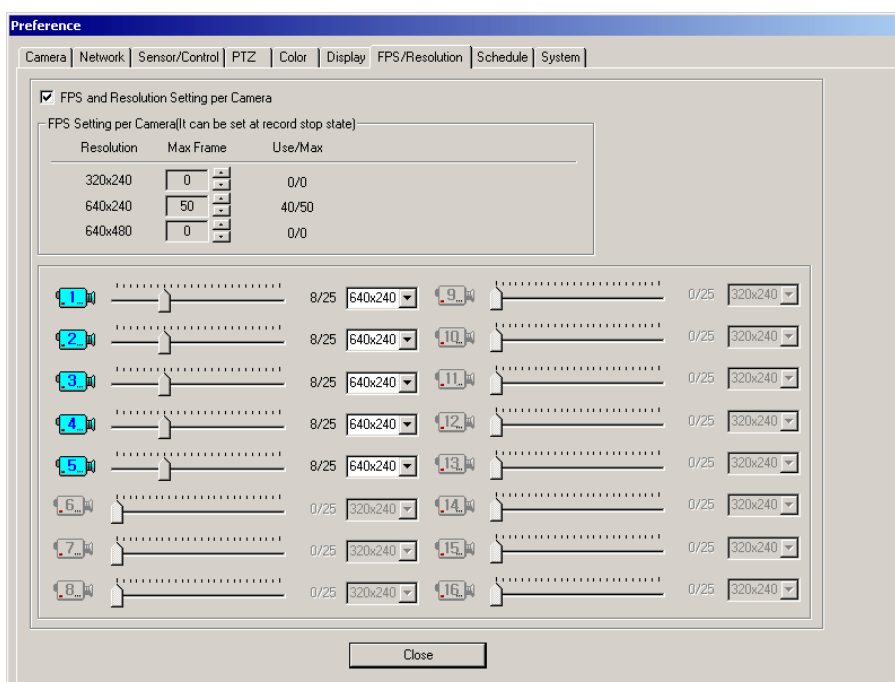 Preference
Camera Network Sensor/Control PTZ Color Display FPS/Resolution Schedule System
FPS and Resolution Setting per Camera
FPS Setting per Camera(It can be set at record stop state)
Resolution Max Frame Use/Max
320x240 0 0/0
640x240 50 40/50
640x480 0 0/0
1 8/25 640x240 9 0/25 320x240
2 8/25 640x240 10 0/25 320x240
3 8/25 640x240 11 0/25 320x240
4 8/25 640x240 12 0/25 320x240
5 8/25 640x240 13 0/25 320x240
6 0/25 320x240 14 0/25 320x240
7 0/25 320x240 15 0/25 320x240
8 0/25 320x240 16 0/25 320x240
Close